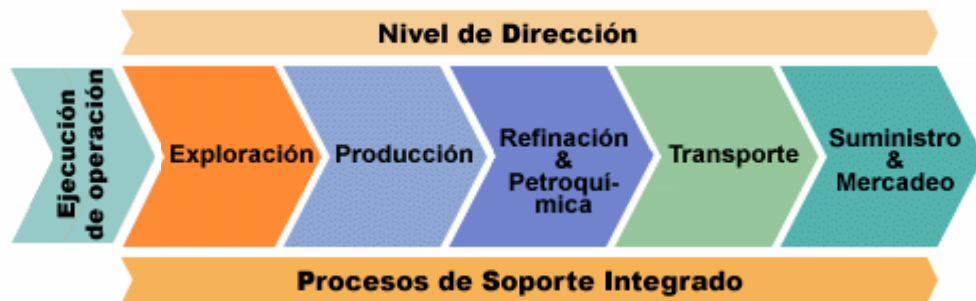 Nivel de Dirección
Ejecución
de operación
Exploración
Producción
Refinación
&
Petroquí-
mica
Transporte
Suministro
&
Mercadeo
Procesos de Soporte Integrado